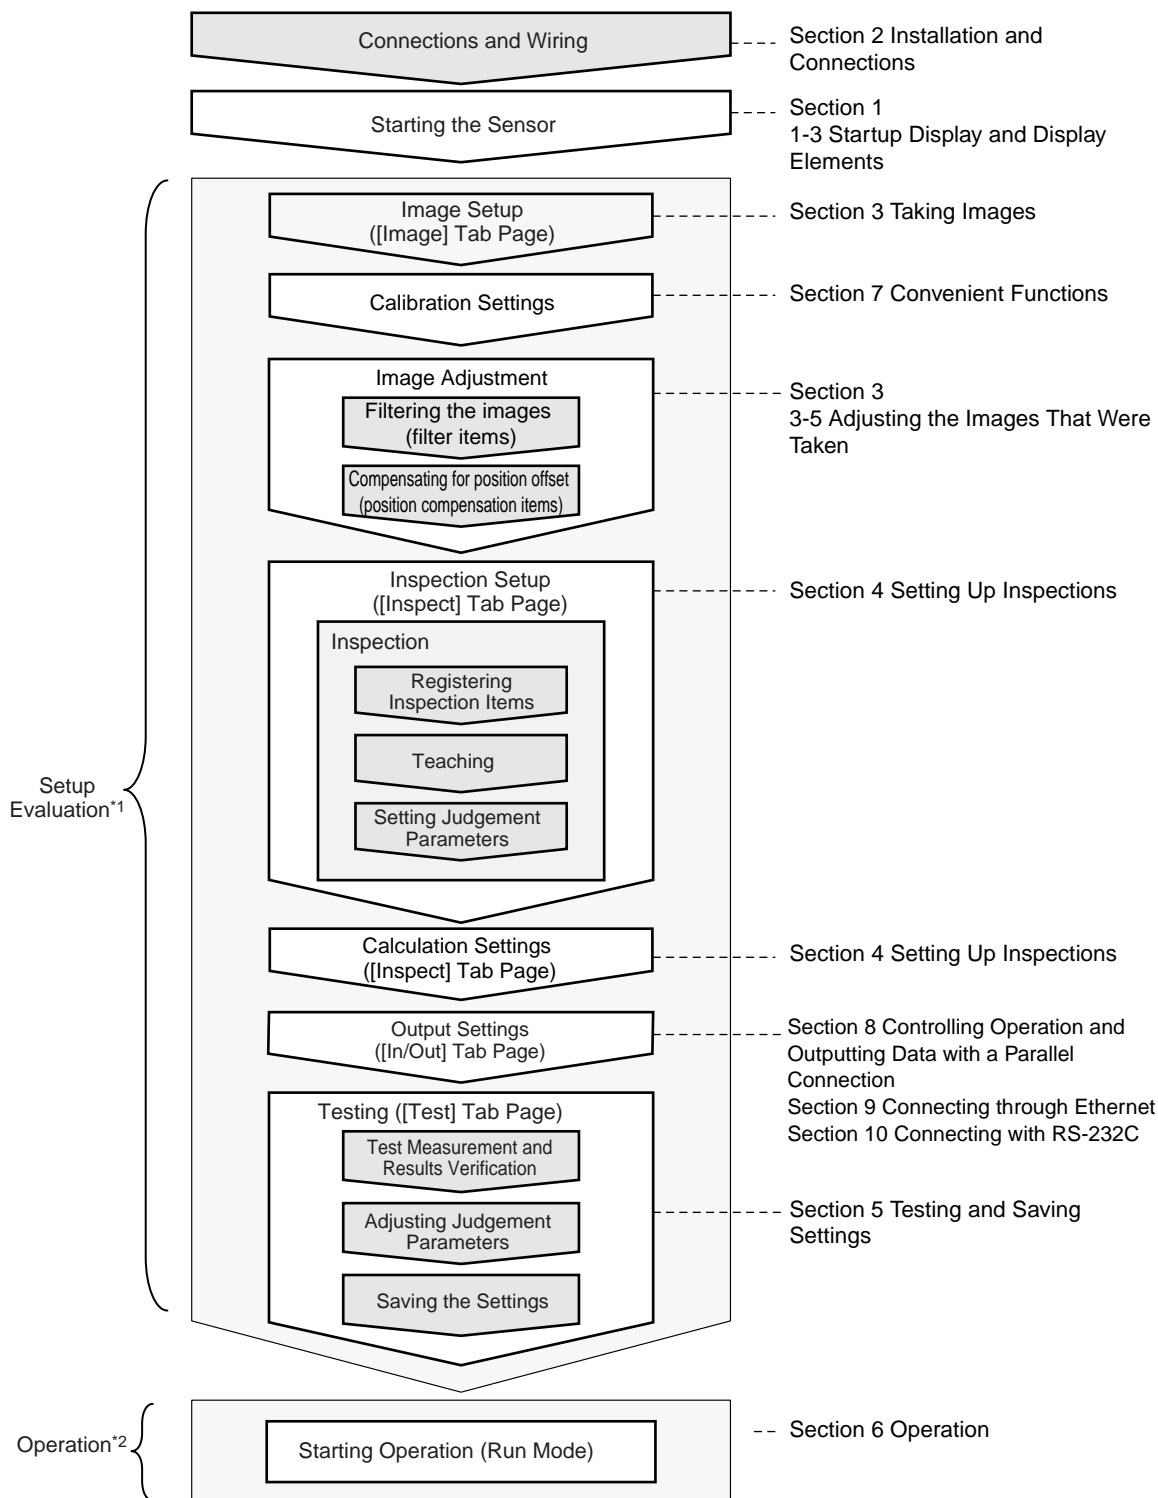 Connections and Wiring
Section 2 Installation and
Connections
Starting the Sensor
Section 1
1-3 Startup Display and Display
Elements
Image Setup
([Image] Tab Page)
Section 3 Taking Images
Calibration Settings
Section 7 Convenient Functions
Image Adjustment
Filtering the images
(filter items)
Compensating for position offset
(position compensation items)
Section 3
3-5 Adjusting the Images That Were
Taken
Inspection Setup
([Inspect] Tab Page)
Section 4 Setting Up Inspections
Inspection
Registering
Inspection Items
Teaching
Setting Judgement
Parameters
Setup
Evaluation*1
Calculation Settings
([Inspect] Tab Page)
Section 4 Setting Up Inspections
Output Settings
([In/Out] Tab Page)
Section 8 Controlling Operation and
Outputting Data with a Parallel
Connection
Section 9 Connecting through Ethernet
Section 10 Connecting with RS-232C
Testing ([Test] Tab Page)
Test Measurement and
Results Verification
Adjusting Judgement
Parameters
Saving the Settings
Section 5 Testing and Saving
Settings
Operation*2
Starting Operation (Run Mode)
Section 6 Operation